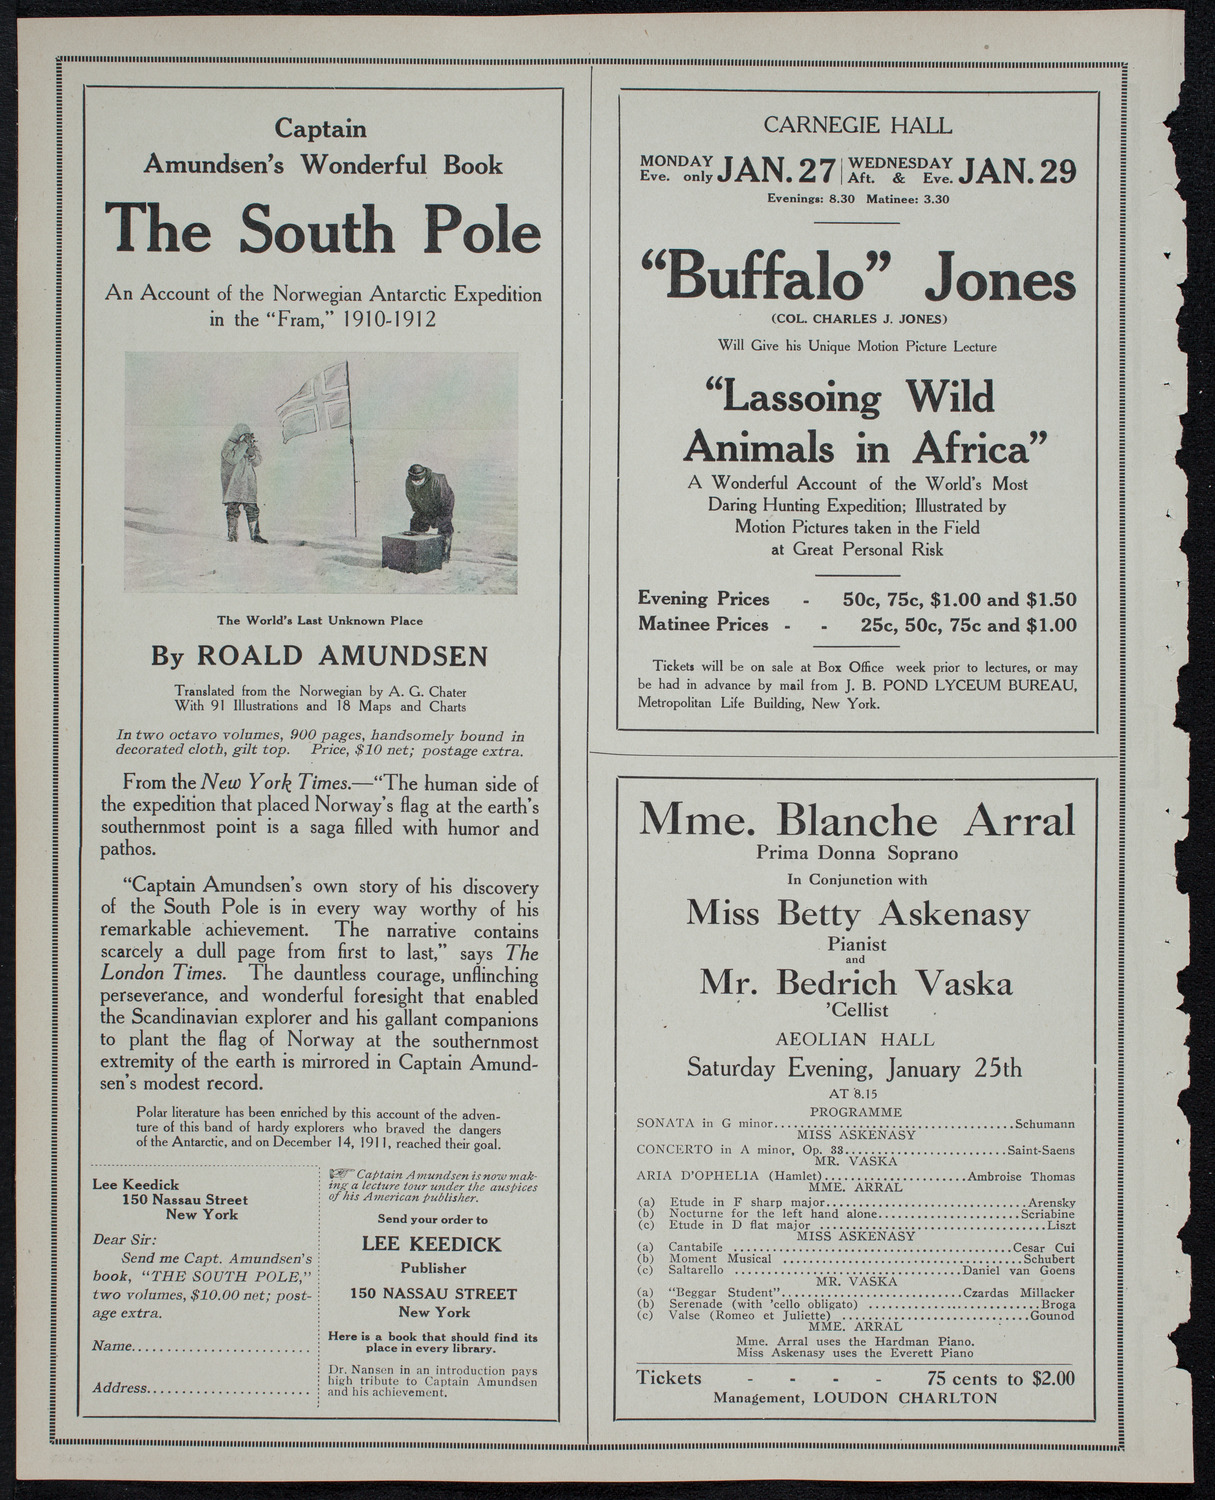 Captain
Amundsen's Wonderful Book
The South Pole
An Account of the Norwegian Antarctic Expedition
in the "Fram," 1910-1912
The World's Last Unknown Place
By ROALD AMUNDSEN
Translated from the Norwegian by A. G. Chater
With 91 Illustrations and 18 Maps and Charts
In two octavo volumes, 900 pages, handsomely bound in
decorated cloth, gilt top. Price, $10 net; postage extra.
From the New York Times.—"The human side of
the expedition that placed Norway's flag at the earth's
southernmost point is a saga filled with humor and
pathos.
"Captain Amundsen's own story of his discovery
of the South Pole is in every way worthy of his
remarkable achievement. The narrative contains
scarcely a dull page from first to last," says The
London Times. The dauntless courage, unflinching
perseverance, and wonderful foresight that enabled
the Scandinavian explorer and his gallant companions
to plant the flag of Norway at the southernmost
extremity of the earth is mirrored in Captain Amund-
sen's modest record.
Polar literature has been enriched by this account of the adven-
ture of this band of hardy explorers who braved the dangers
of the Antarctic, and on December 14, 1911, reached their goal.
Lee Keedick
150 Nassau Street
New York
Dear Sir:
Send me Capt. Amundsen's
book, "THE SOUTH POLE,"
two volumes, $10.00 net; post-
age extra.
Name..........................
Address........................
Captain Amundsen is now mak-
ing a lecture tour under the auspices
of his American publisher.
Send your order to
LEE KEEDICK
Publisher
150 NASSAU STREET
New York
Here is a book that should find its
place in every library.
Dr. Nansen in an introduction pays
high tribute to Captain Amundsen
and his achievement.
CARNEGIE HALL
MONDAY Eve. only JAN. 27 WEDNESDAY Aft. & Eve. JAN. 29
Evenings: 8.30 Matinee: 3.30
"Buffalo" Jones
(COL. CHARLES J. JONES)
Will Give his Unique Motion Picture Lecture
"Lassoing Wild
Animals in Africa"
A Wonderful Account of the World's Most
Daring Hunting Expedition; Illustrated by
Motion Pictures taken in the Field
at Great Personal Risk
Evening Prices - 50c, 75c, $1.00 and $1.50
Matinee Prices - - 25c, 50c, 75c and $1.00
Tickets will be on sale at Box Office week prior to lectures, or may
be had in advance by mail from J. B. POND LYCEUM BUREAU,
Metropolitan Life Building, New York.
Mme. Blanche Arral
Prima Donna Soprano
In Conjunction with
Miss Betty Askenasy
Pianist
and
Mr. Bedrich Vaska
'Cellist
AEOLIAN HALL
Saturday Evening, January 25th
AT 8.15
PROGRAMME
SONATA in G minor....................................Schumann
MISS ASKENASY
CONCERTO in A minor, Op. 33........................Saint-Saens
MR. VASKA
ARIA D'OPHELIA (Hamlet)......................Ambroise Thomas
MME. ARRAL
(a) Etude in F sharp major...............................Arensky
(b) Nocturne for the left hand alone......................Scriabine
(c) Etude in D flat major ...................................Liszt
MISS ASKENASY
(a) Cantabile ...........................................Cesar Cui
(b) Moment Musical .....................................Schubert
(c) Saltarello ...................................Daniel van Goens
MR. VASKA
(a) "Beggar Student"............................Czardas Millacker
(b) Serenade (with 'cello obligato) ..........................Broga
(c) Valse (Romeo et Juliette) .............................Gounod
MME. ARRAL
Mme. Arral uses the Hardman Piano.
Miss Askenasy uses the Everett Piano
Tickets - - - - 75 cents to $2.00
Management, LOUDON CHARLTON